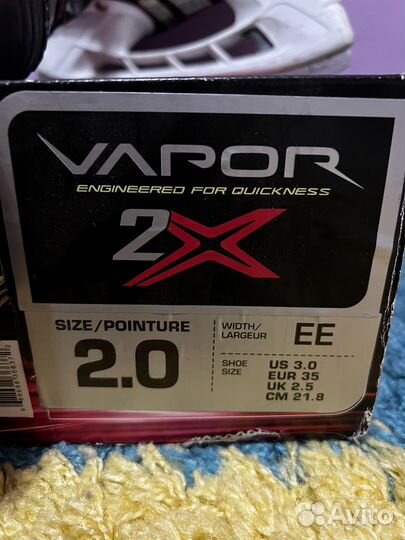 VAPOR
ENGINEERED FOR QUICKNESS
2X
SIZE/POINTURE
2.0
WIDTH/
LARGEUR
EE
SHOE
SIZE
US 3.0
EUR 35
UK 2.5
CM 21.8
VAPOR
Avito